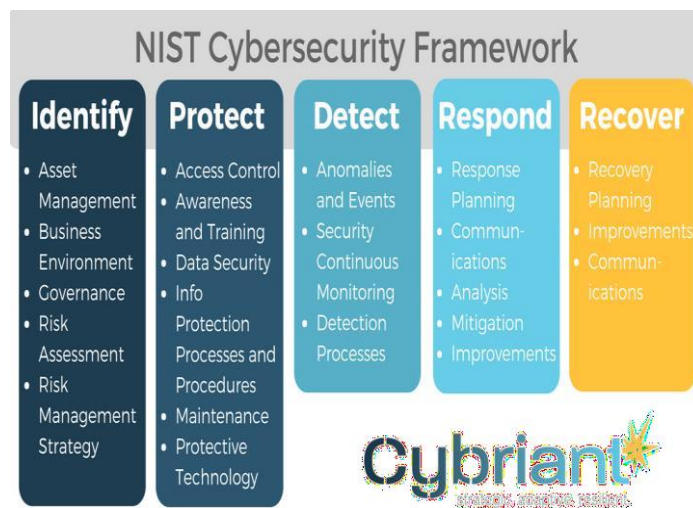 NIST Cybersecurity Framework
Identify
• Asset
Management
• Business
Environment
• Governance
• Risk
Assessment
• Risk
Management
Strategy
Protect
• Access Control
• Awareness
and Training
• Data Security
• Info
Protection
Processes and
Procedures
• Maintenance
• Protective
Technology
Detect
• Anomalies
and Events
• Security
Continuous
Monitoring
• Detection
Processes
Respond
• Response
Planning
• Commun-
ications
• Analysis
• Mitigation
• Improvements
Recover
• Recovery
Planning
• Improvements
• Commun-
ications
Cybriant